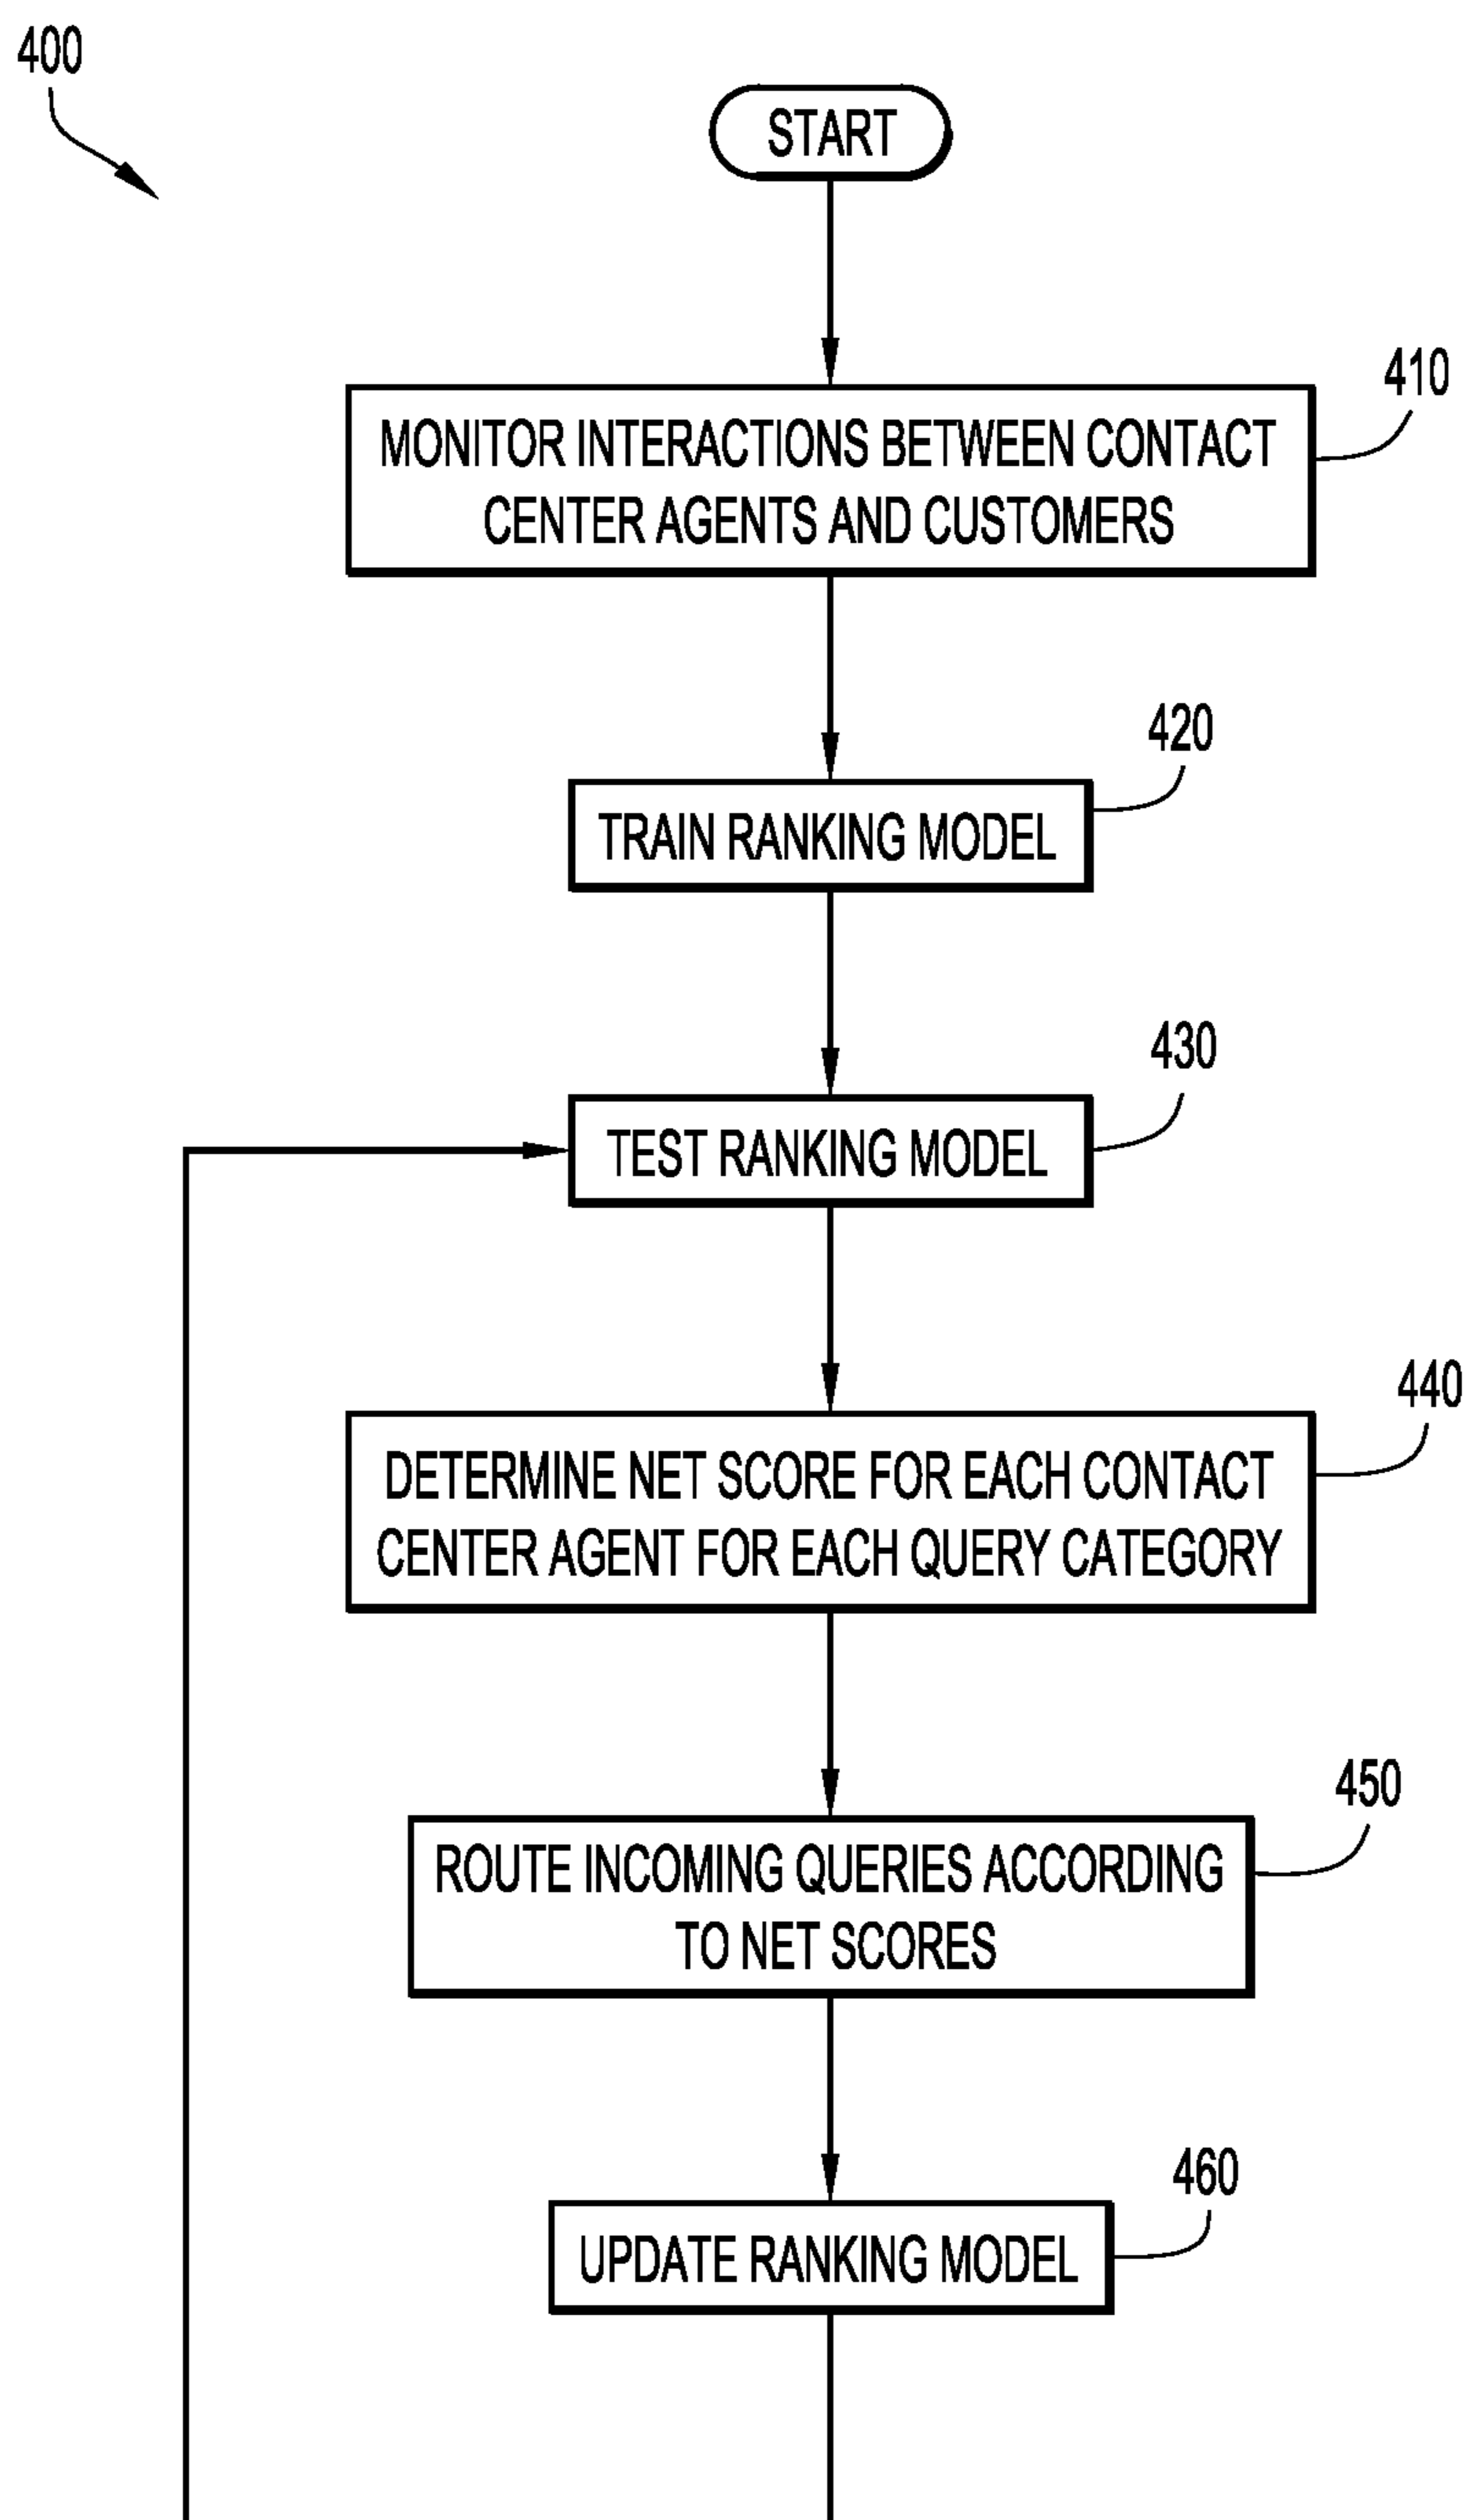 400
START
410
MONITOR INTERACTIONS BETWEEN CONTACT
CENTER AGENTS AND CUSTOMERS
420
TRAIN RANKING MODEL
430
TEST RANKING MODEL
440
DETERMINE NET SCORE FOR EACH CONTACT
CENTER AGENT FOR EACH QUERY CATEGORY
450
ROUTE INCOMING QUERIES ACCORDING
TO NET SCORES
460
UPDATE RANKING MODEL